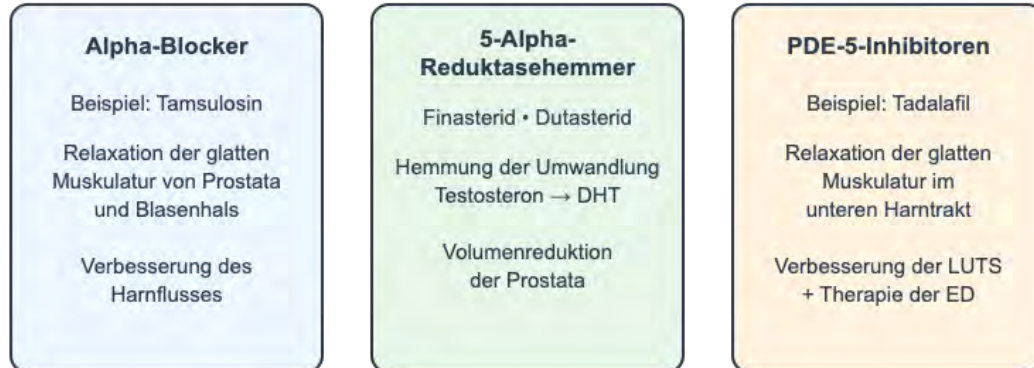 Alpha-Blocker
Beispiel: Tamsulosin
Relaxation der glatten
Muskulatur von Prostata
und Blasenhals
Verbesserung des
Harnflusses
5-Alpha-
Reduktasehemmer
Finasterid • Dutasterid
Hemmung der Umwandlung
Testosteron → DHT
Volumenreduktion
der Prostata
PDE-5-Inhibitoren
Beispiel: Tadalafil
Relaxation der glatten
Muskulatur im
unteren Harntrakt
Verbesserung der LUTS
+ Therapie der ED